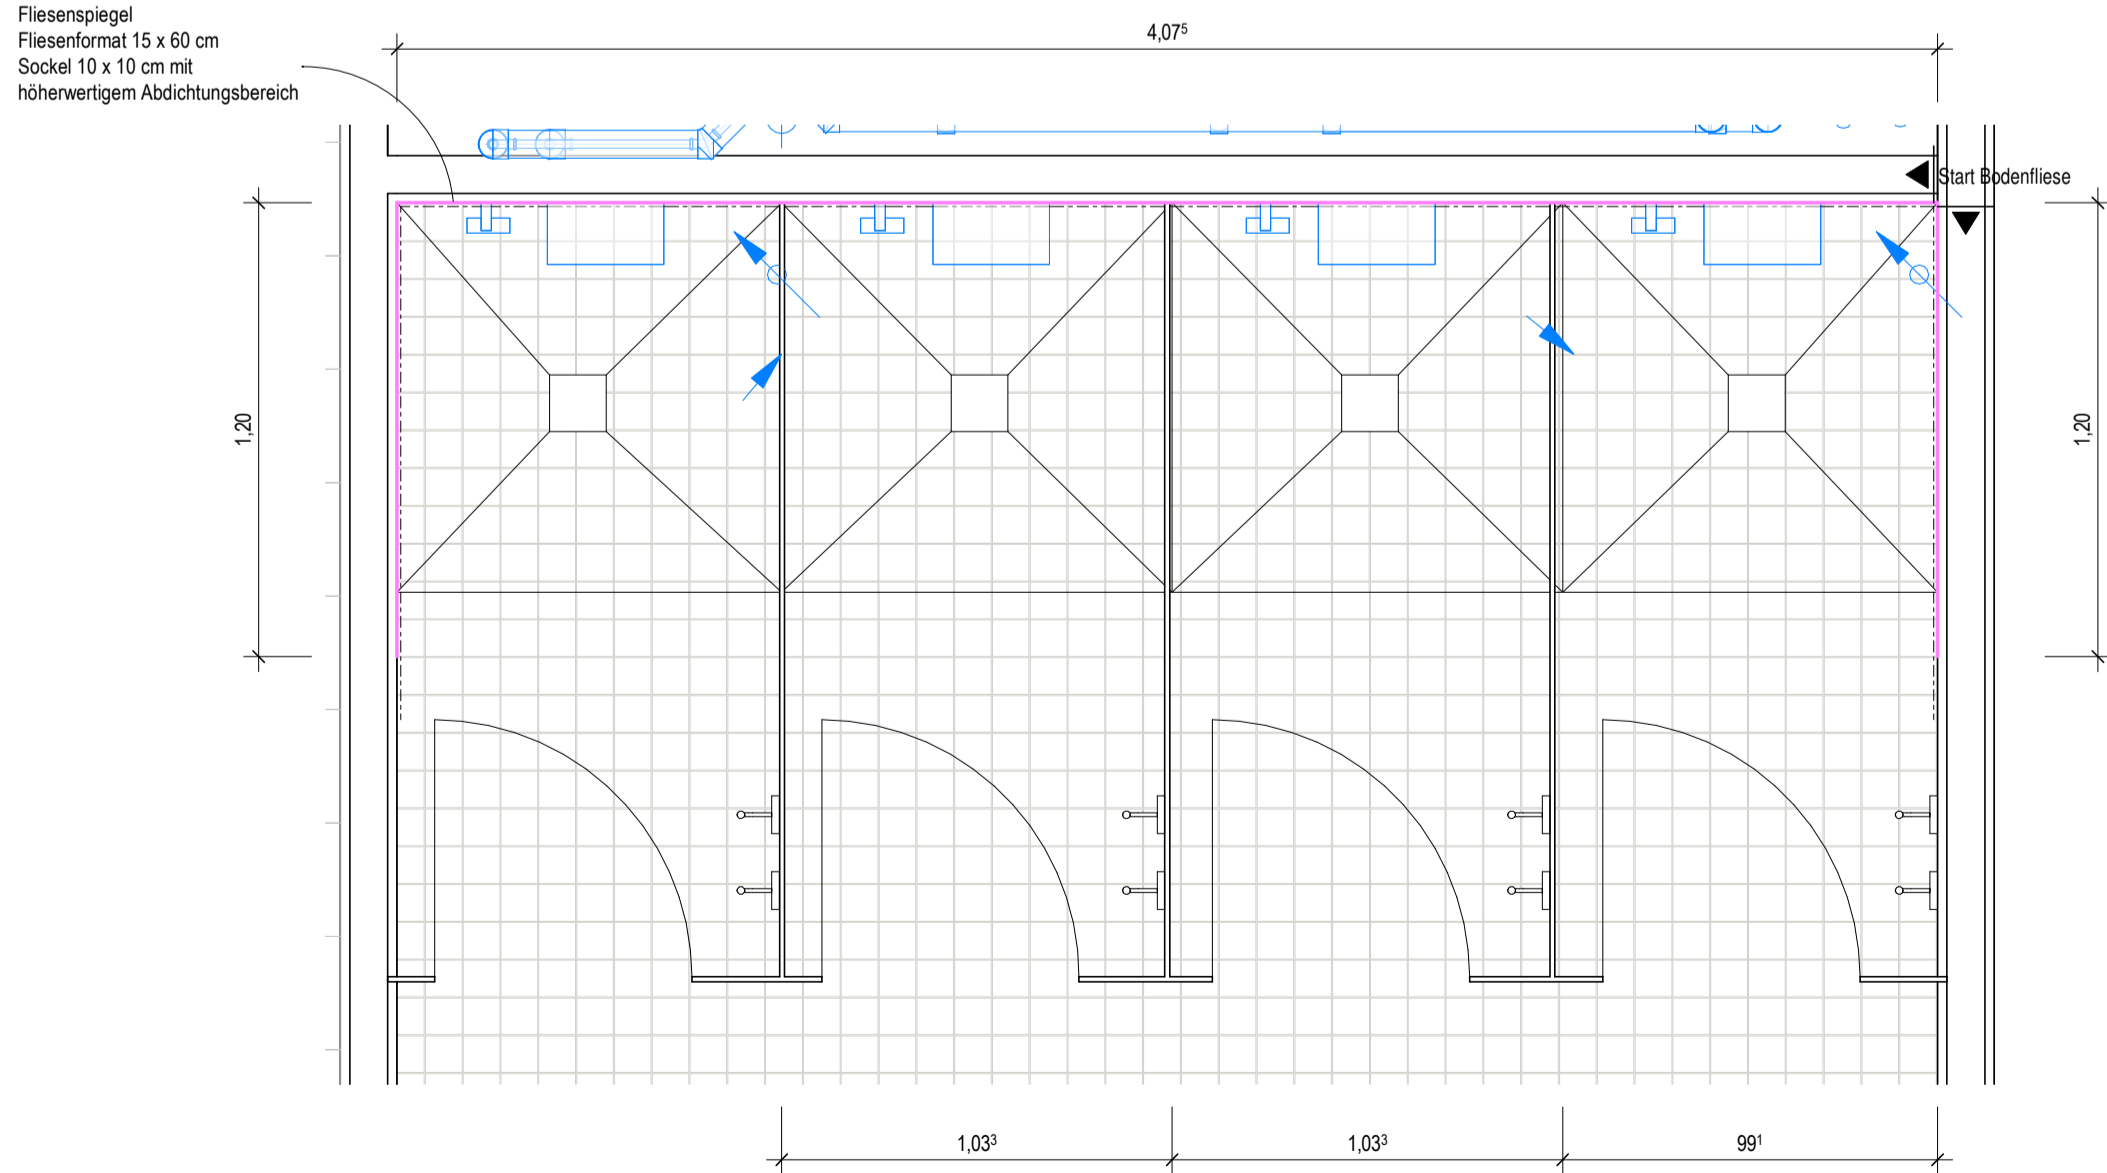 Fliesenspiegel
Fliesenformat 15 x 60 cm
Sockel 10 x 10 cm mit
höherwertigem Abdichtungsbereich
4,07⁵
Start Bodenfliese
1,20
1,20
1,03³
1,03³
99¹